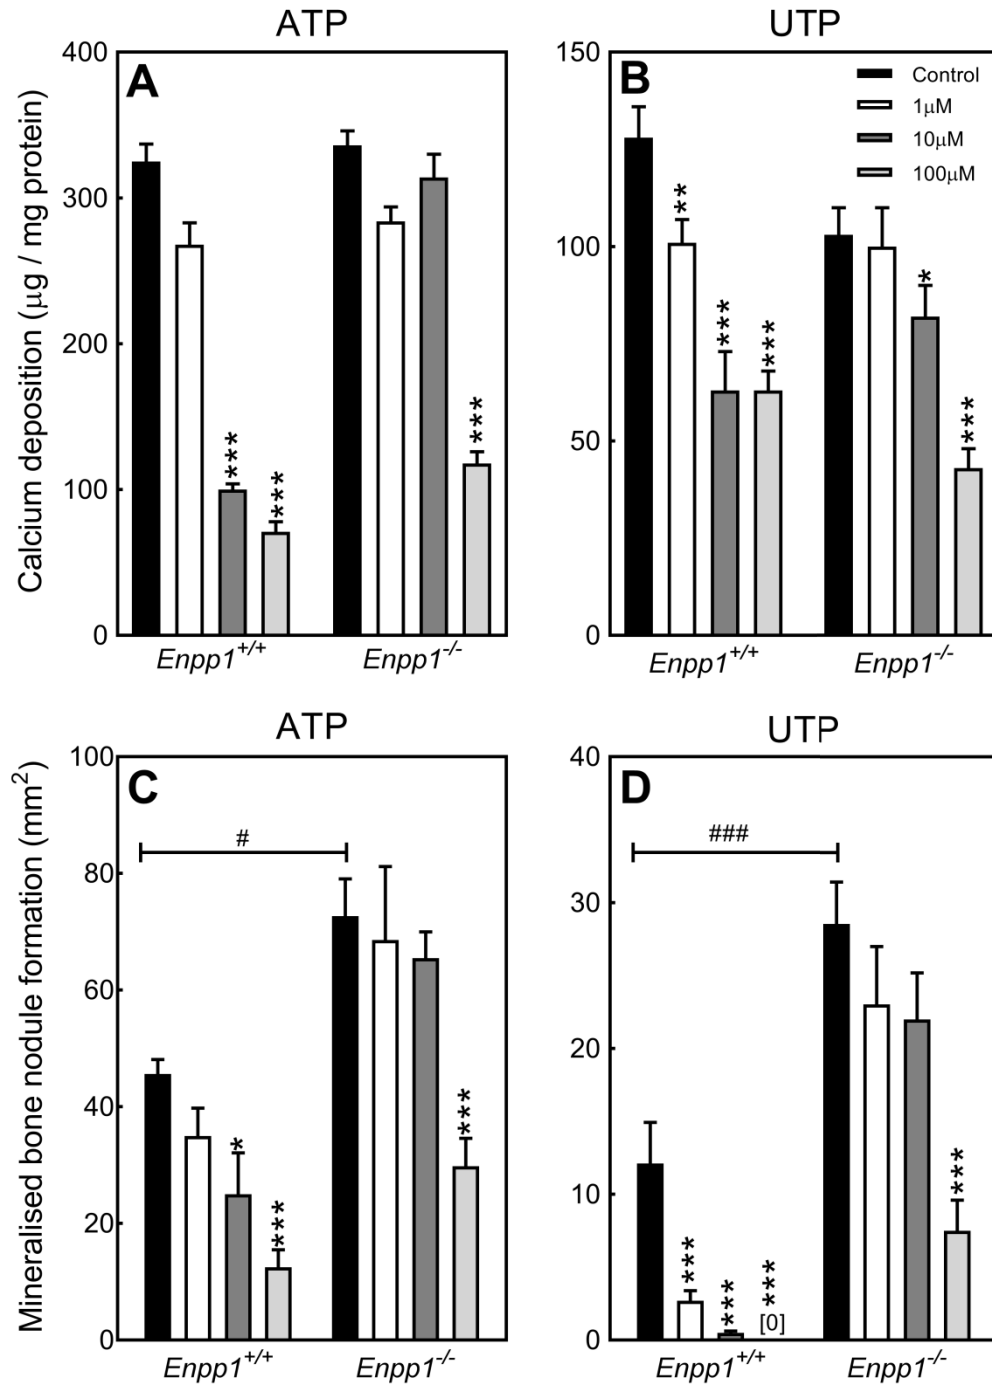 ATP
UTP
A
B
Control
1μM
10μM
100μM
Calcium deposition (μg / mg protein)
400
300
200
100
0
150
100
50
0
***
***
***
**
***
***
*
***
Enpp1+/+
Enpp1-/-
Enpp1+/+
Enpp1-/-
ATP
UTP
C
D
Mineralised bone nodule formation (mm2)
100
80
60
40
20
0
40
30
20
10
0
#
###
*
***
***
***
***
***
[0]
***
Enpp1+/+
Enpp1-/-
Enpp1+/+
Enpp1-/-